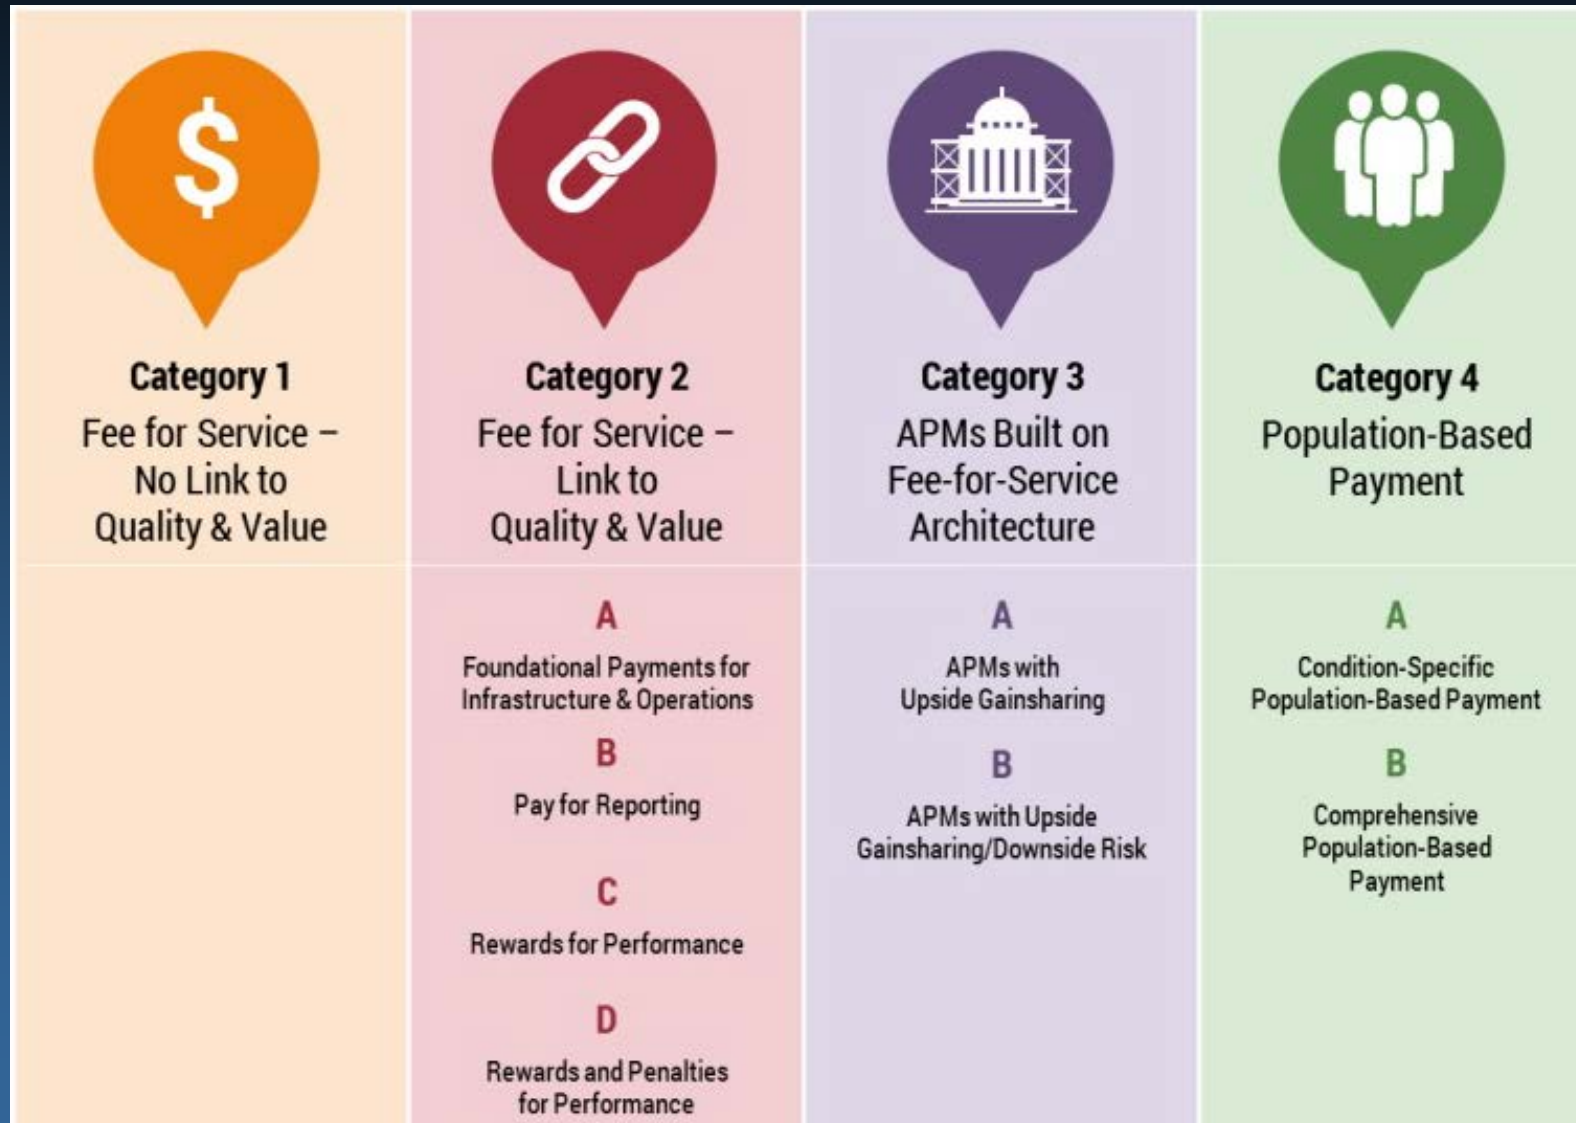 $
Category 1
Fee for Service –
No Link to
Quality & Value
Category 2
Fee for Service –
Link to
Quality & Value
A
Foundational Payments for
Infrastructure & Operations
B
Pay for Reporting
C
Rewards for Performance
D
Rewards and Penalties
for Performance
Category 3
APMs Built on
Fee-for-Service
Architecture
A
APMs with
Upside Gainsharing
B
APMs with Upside
Gainsharing/Downside Risk
Category 4
Population-Based
Payment
A
Condition-Specific
Population-Based Payment
B
Comprehensive
Population-Based
Payment